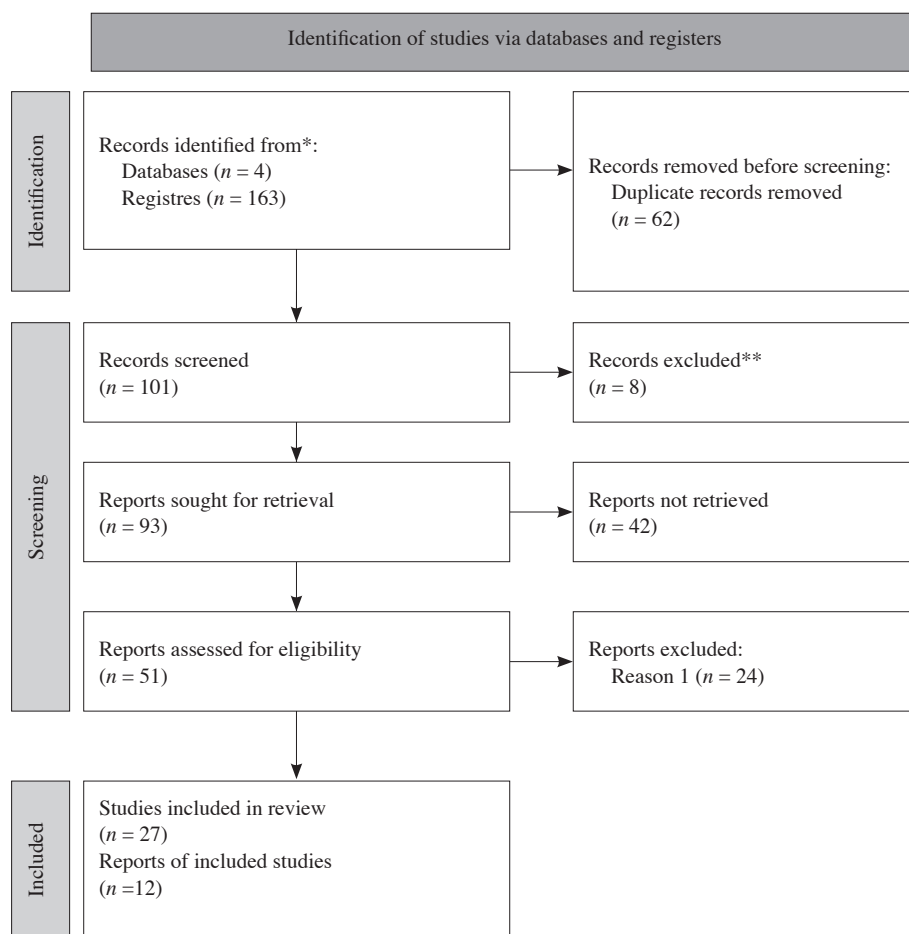 Identification of studies via databases and registers
Identification
Records identified from*:
Databases (n = 4)
Registres (n = 163)
Records removed before screening:
Duplicate records removed
(n = 62)
Screening
Records screened
(n = 101)
Records excluded**
(n = 8)
Reports sought for retrieval
(n = 93)
Reports not retrieved
(n = 42)
Reports assessed for eligibility
(n = 51)
Reports excluded:
Reason 1 (n = 24)
Included
Studies included in review
(n = 27)
Reports of included studies
(n =12)